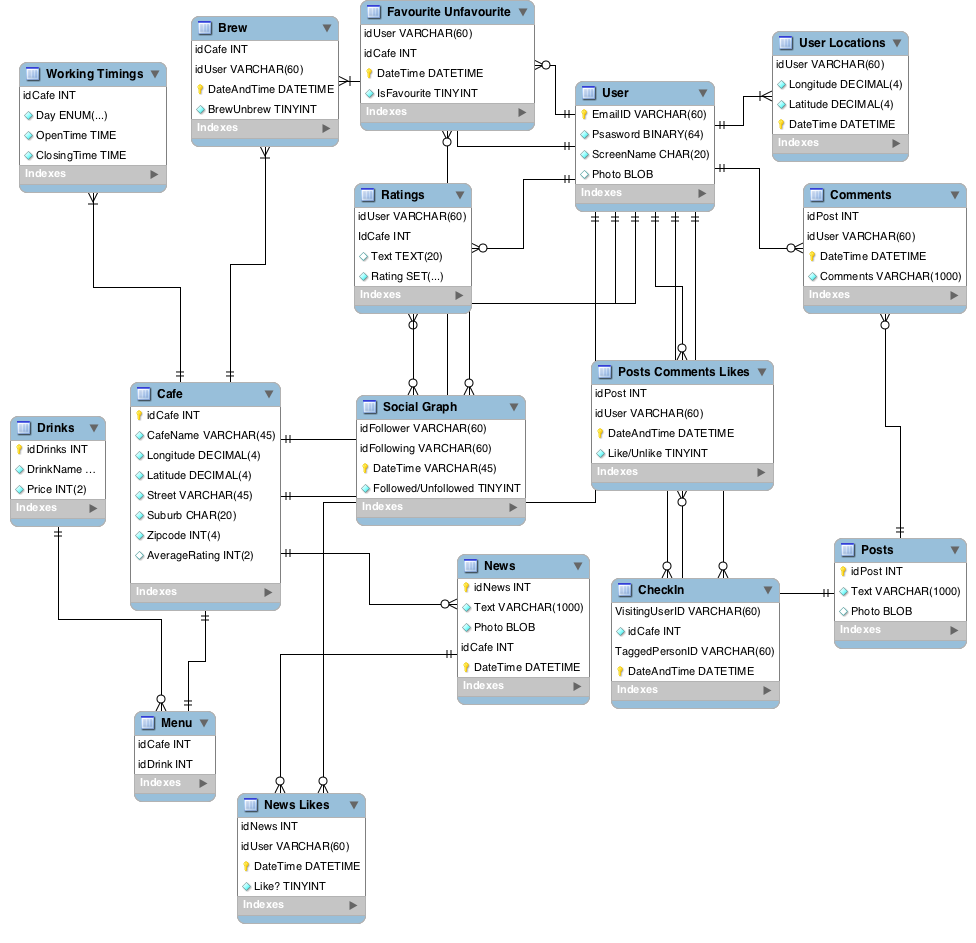 Brew
idCafe INT
idUser VARCHAR(60)
DateAndTime DATETIME
BrewUnbrew TINYINT
Indexes
Favourite Unfavourite
idUser VARCHAR(60)
idCafe INT
DateTime DATETIME
IsFavourite TINYINT
Indexes
User Locations
idUser VARCHAR(60)
Longitude DECIMAL(4)
Latitude DECIMAL(4)
DateTime DATETIME
Indexes
Working Timings
idCafe INT
Day ENUM(...)
OpenTime TIME
ClosingTime TIME
Indexes
User
EmailID VARCHAR(60)
Psasword BINARY(64)
ScreenName CHAR(20)
Photo BLOB
Indexes
Ratings
idUser VARCHAR(60)
IdCafe INT
Text TEXT(20)
Rating SET(...)
Indexes
Comments
idPost INT
idUser VARCHAR(60)
DateTime DATETIME
Comments VARCHAR(1000)
Indexes
Posts Comments Likes
idPost INT
idUser VARCHAR(60)
DateAndTime DATETIME
Like/Unlike TINYINT
Indexes
Cafe
idCafe INT
CafeName VARCHAR(45)
Longitude DECIMAL(4)
Latitude DECIMAL(4)
Street VARCHAR(45)
Suburb CHAR(20)
Zipcode INT(4)
AverageRating INT(2)
Indexes
Social Graph
idFollower VARCHAR(60)
idFollowing VARCHAR(60)
DateTime VARCHAR(45)
Followed/Unfollowed TINYINT
Indexes
Drinks
idDrinks INT
DrinkName ...
Price INT(2)
Indexes
Posts
idPost INT
Text VARCHAR(1000)
Photo BLOB
Indexes
News
idNews INT
Text VARCHAR(1000)
Photo BLOB
idCafe INT
DateTime DATETIME
Indexes
CheckIn
VisitingUserID VARCHAR(60)
idCafe INT
TaggedPersonID VARCHAR(60)
DateAndTime DATETIME
Indexes
Menu
idCafe INT
idDrink INT
Indexes
News Likes
idNews INT
idUser VARCHAR(60)
DateTime DATETIME
Like? TINYINT
Indexes